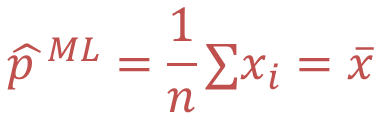 p̂ ᴹᴸ = 1/n ∑xᵢ = x̄